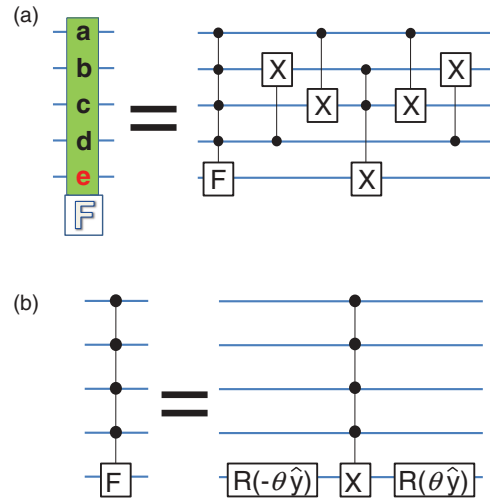 (a)
a
b X X
c = X X
d
e F X
F
(b)
=
F R(-θŷ) X R(θŷ)